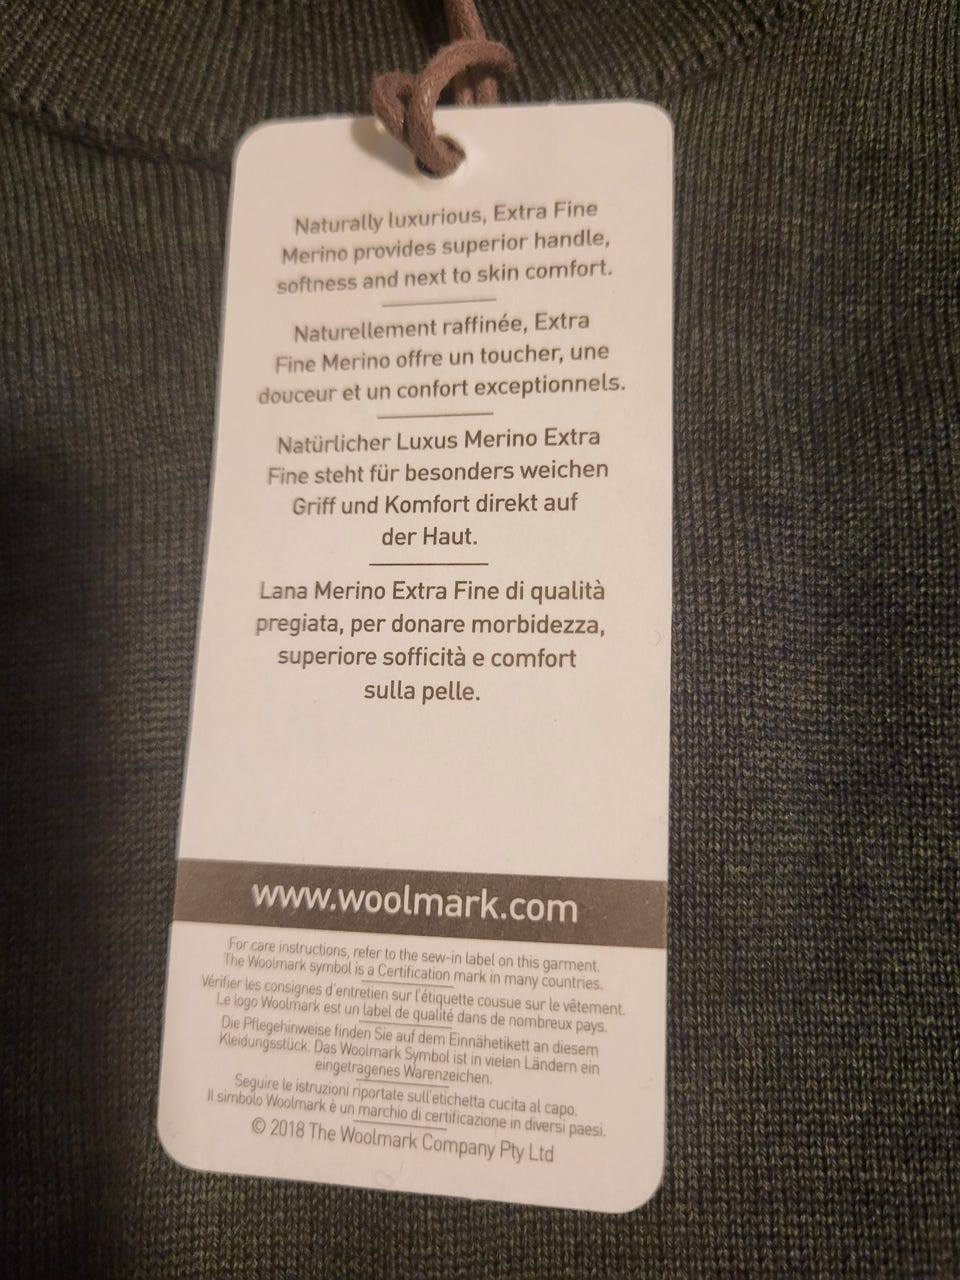 Naturally luxurious, Extra Fine
Merino provides superior handle,
softness and next to skin comfort.
Naturellement raffinée, Extra
Fine Merino offre un toucher, une
douceur et un confort exceptionnels.
Natürlicher Luxus Merino Extra
Fine steht für besonders weichen
Griff und Komfort direkt auf
der Haut.
Lana Merino Extra Fine di qualità
pregiata, per donare morbidezza,
superiore sofficità e comfort
sulla pelle.
www.woolmark.com
For care instructions, refer to the sew-in label on this garment.
The Woolmark symbol is a Certification mark in many countries.
Vérifier les consignes d'entretien sur l'étiquette cousue sur le vêtement.
Le logo Woolmark est un label de qualité dans de nombreux pays.
Die Pflegehinweise finden Sie auf dem Einnähetikett an diesem
Kleidungsstück. Das Woolmark Symbol ist in vielen Ländern ein
eingetragenes Warenzeichen.
Seguire le istruzioni riportate sull'etichetta cucita al capo.
Il simbolo Woolmark è un marchio di certificazione in diversi paesi.
© 2018 The Woolmark Company Pty Ltd